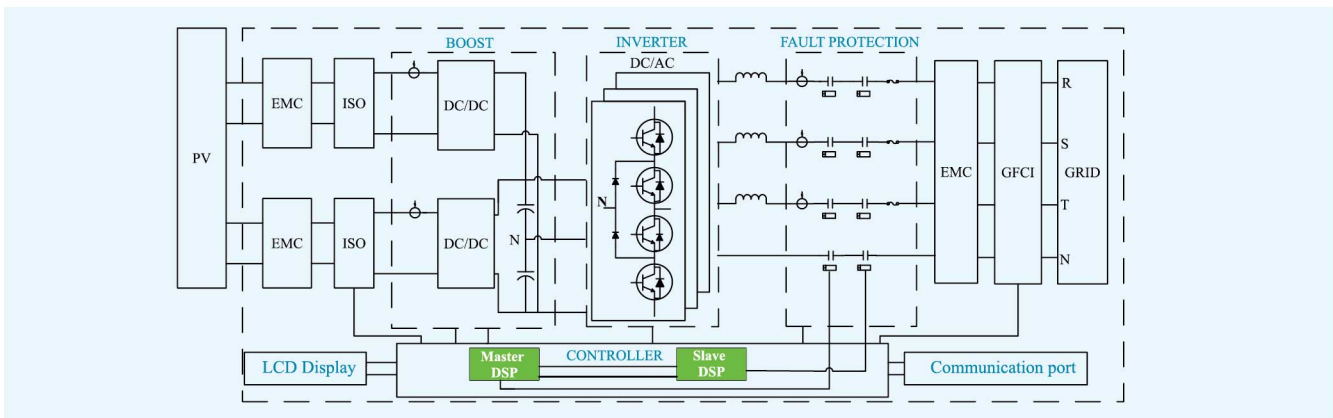 BOOST
INVERTER
FAULT PROTECTION
DC/AC
PV
EMC
ISO
DC/DC
EMC
ISO
DC/DC
N
N
EMC
GFCI
GRID
R
S
T
N
LCD Display
Master
DSP
CONTROLLER
Slave
DSP
Communication port